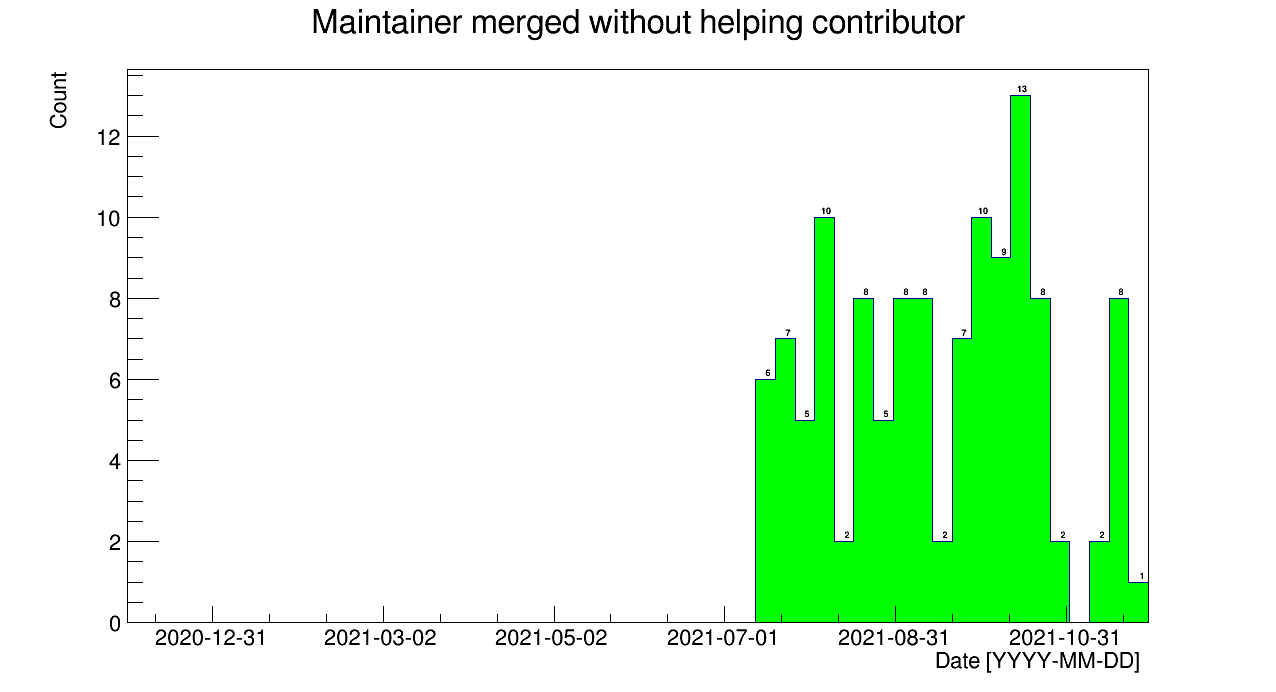 Maintainer merged without helping contributor
Count
12
10
8
6
4
2
0
6 7 5 10 2 8 5 8 8 2 7 10 9 13 8 2 2 8 1
2020-12-31 2021-03-02 2021-05-02 2021-07-01 2021-08-31 2021-10-31
Date [YYYY-MM-DD]